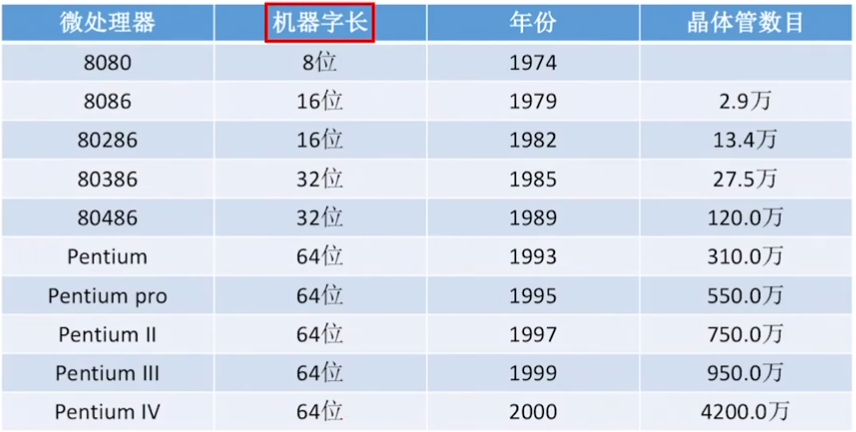 微处理器 机器字长 年份 晶体管数目
8080 8位 1974
8086 16位 1979 2.9万
80286 16位 1982 13.4万
80386 32位 1985 27.5万
80486 32位 1989 120.0万
Pentium 64位 1993 310.0万
Pentium pro 64位 1995 550.0万
Pentium II 64位 1997 750.0万
Pentium III 64位 1999 950.0万
Pentium IV 64位 2000 4200.0万